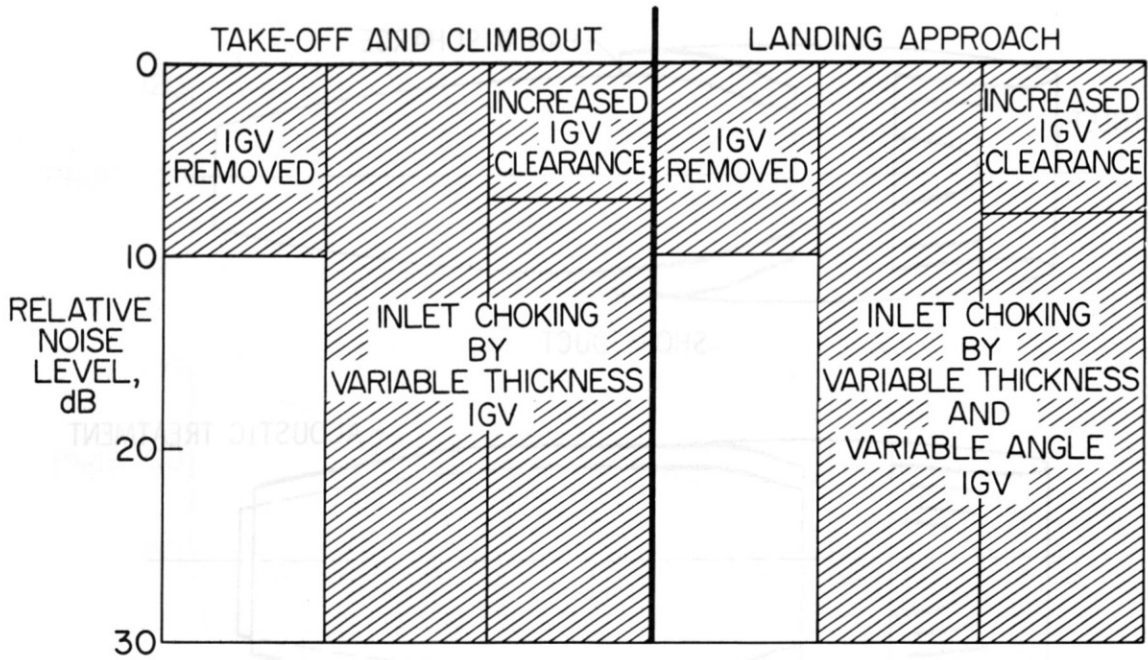 TAKE-OFF AND CLIMBOUT
LANDING APPROACH
0
10
20
30
RELATIVE
NOISE
LEVEL,
dB
IGV
REMOVED
INCREASED
IGV
CLEARANCE
INLET CHOKING
BY
VARIABLE THICKNESS
IGV
IGV
REMOVED
INCREASED
IGV
CLEARANCE
INLET CHOKING
BY
VARIABLE THICKNESS
AND
VARIABLE ANGLE
IGV